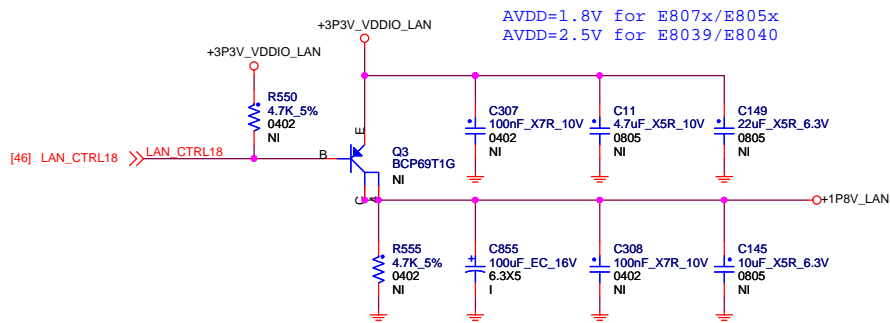 AVDD=1.8V for E807x/E805x
AVDD=2.5V for E8039/E8040
+3P3V_VDDIO_LAN
+3P3V_VDDIO_LAN
R550
4.7K_5%
0402
NI
C307
100nF_X7R_10V
0402
NI
C11
4.7uF_X5R_10V
0805
NI
C149
22uF_X5R_6.3V
0805
NI
[46] LAN_CTRL18
LAN_CTRL18
B
E
C
4
Q3
BCP69T1G
NI
+1P8V_LAN
R555
4.7K_5%
0402
NI
C855
100uF_EC_16V
6.3X5
I
C308
100nF_X7R_10V
0402
NI
C145
10uF_X5R_6.3V
0805
NI